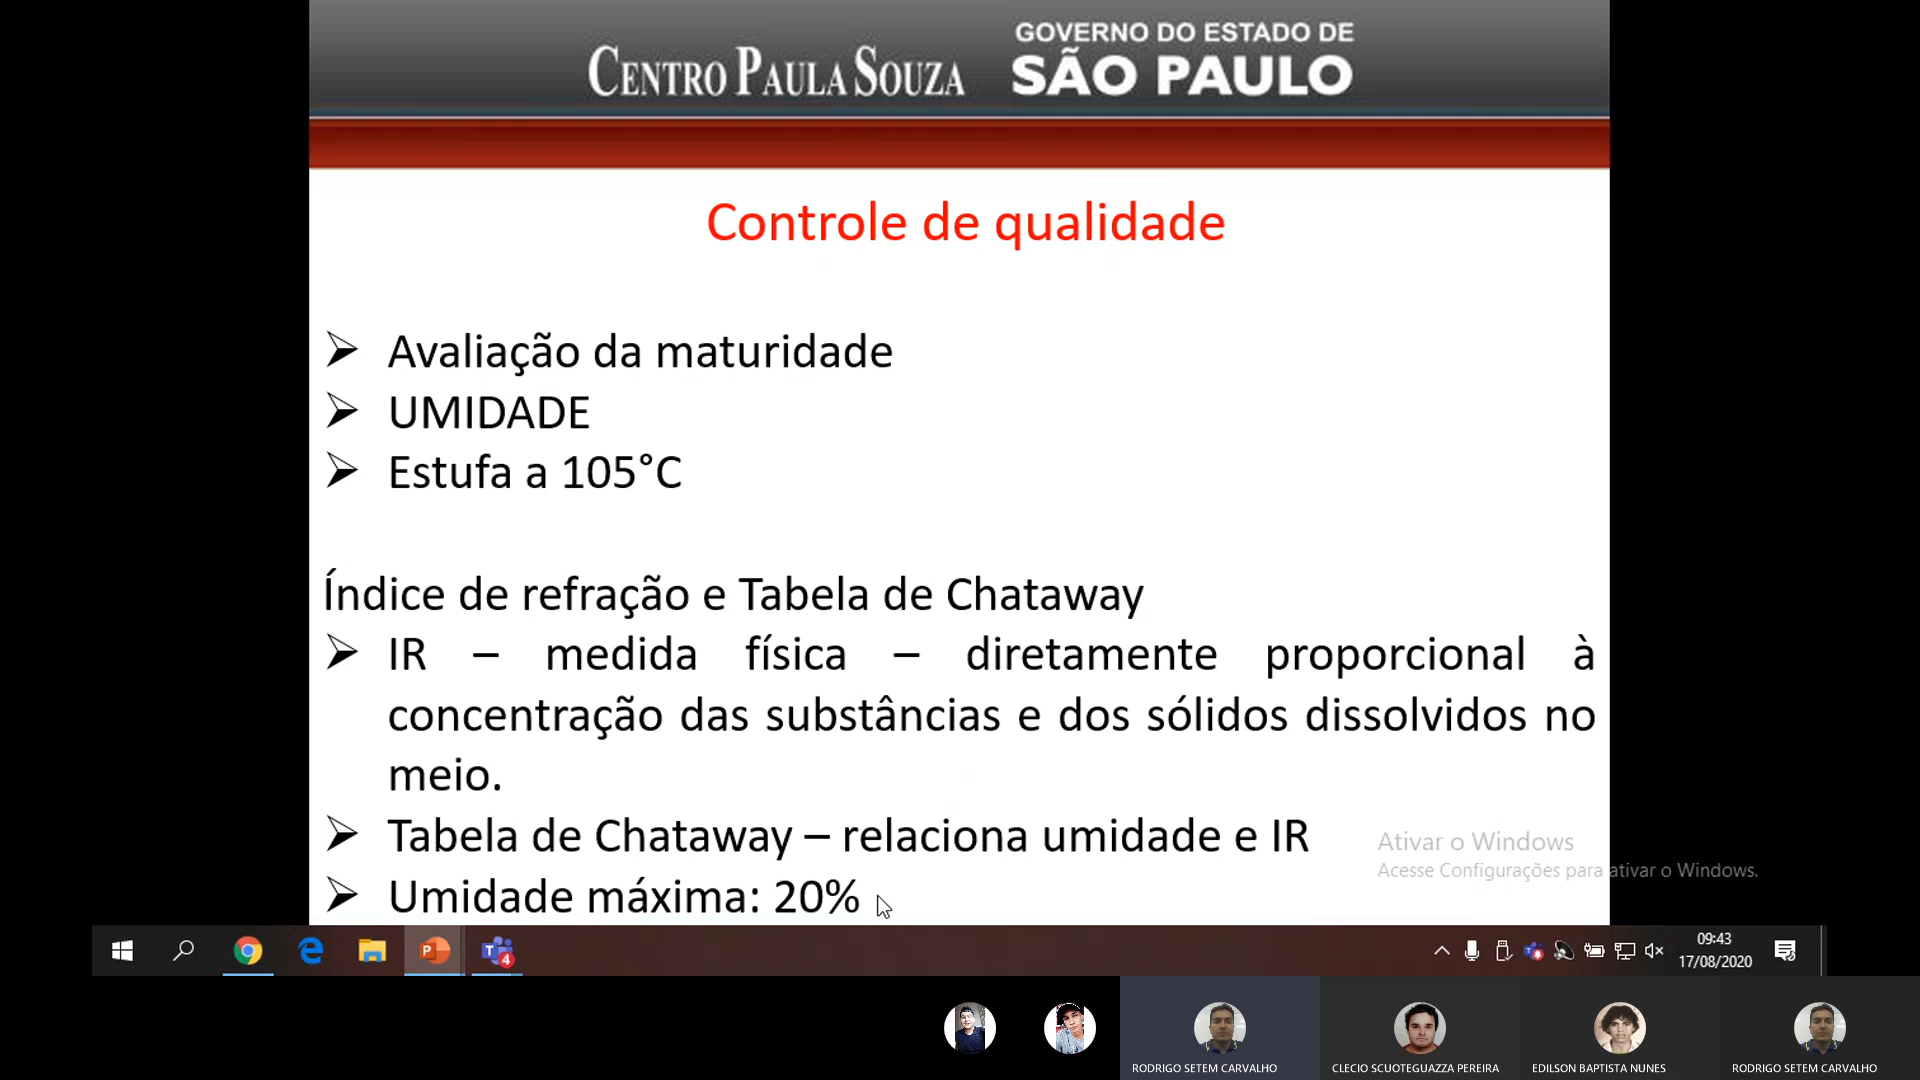 CENTRO PAULA SOUZA
GOVERNO DO ESTADO DE
SÃO PAULO
Controle de qualidade
Avaliação da maturidade
UMIDADE
Estufa a 105°C
Índice de refração e Tabela de Chataway
IR – medida física – diretamente proporcional à
concentração das substâncias e dos sólidos dissolvidos no
meio.
Tabela de Chataway – relaciona umidade e IR
Umidade máxima: 20%
Ativar o Windows
Acesse Configurações para ativar o Windows.
4
09:43
17/08/2020
RODRIGO SETEM CARVALHO
CLECIO SCUOTEGUAZZA PEREIRA
EDILSON BAPTISTA NUNES
RODRIGO SETEM CARVALHO